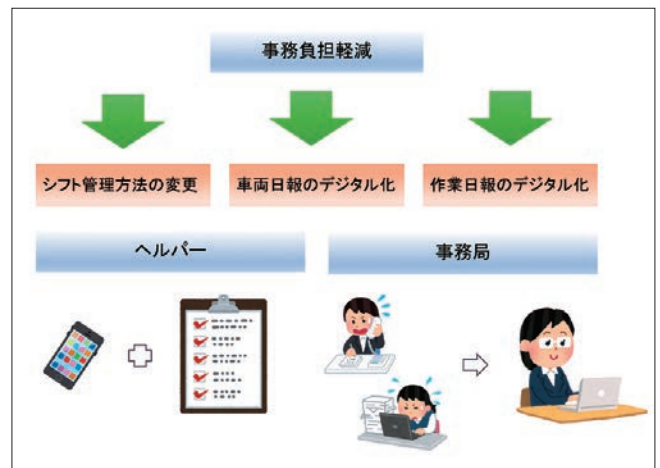 事務負担軽減
シフト管理方法の変更
車両日報のデジタル化
作業日報のデジタル化
ヘルパー
事務局